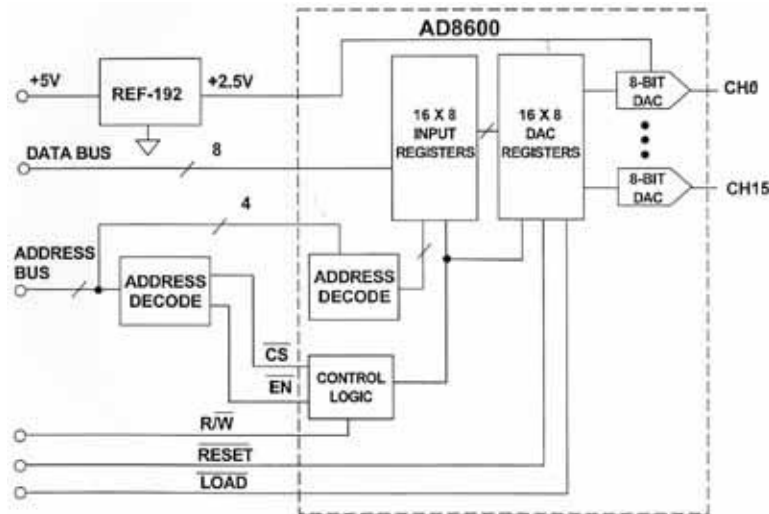 AD8600
+5V
REF-192
+2.5V
8-BIT
DAC
CH0
16 X 8
INPUT
REGISTERS
16 X 8
DAC
REGISTERS
DATA BUS
8
8-BIT
DAC
CH15
4
ADDRESS
BUS
ADDRESS
DECODE
ADDRESS
DECODE
CS
EN
CONTROL
LOGIC
R/W
RESET
LOAD